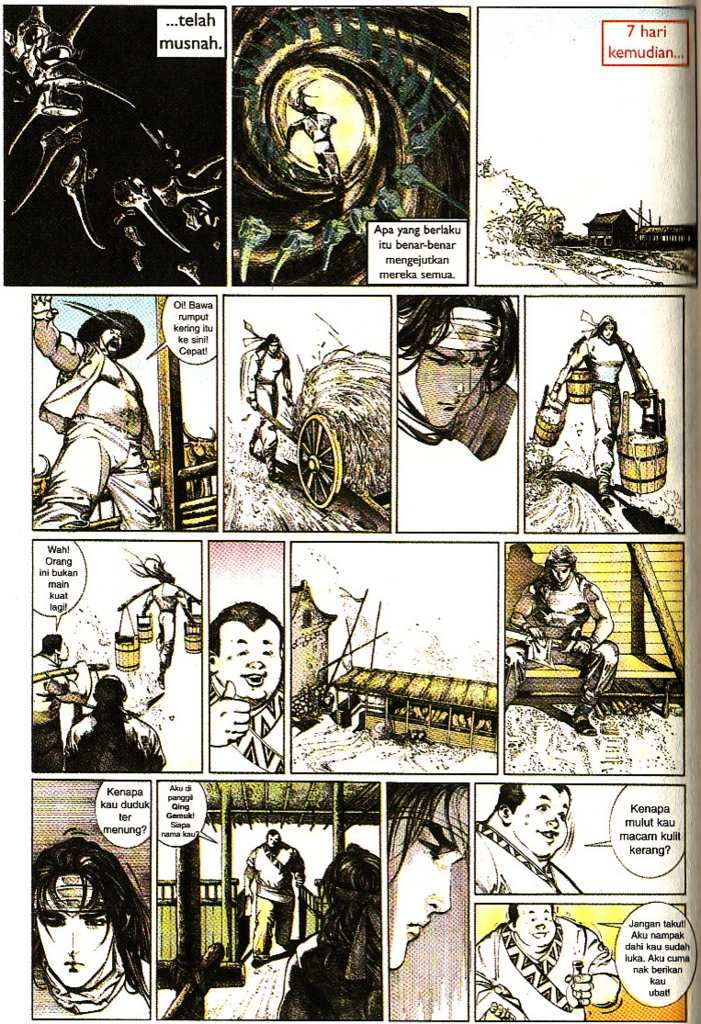 ...telah
musnah.
Apa yang berlaku
itu benar-benar
mengejutkan
mereka semua.
7 hari
kemudian...
Oi! Bawa
rumput
kering itu
ke sini!
Cepat!
Wah!
Orang
ini bukan
main
kuat
lagi!
Kenapa
kau duduk
ter
menung?
Aku di
panggil
Qing
Gemuk!
Siapa
nama kau?
Kenapa
mulut kau
macam kulit
kerang?
Jangan takut!
Aku nampak
dahi kau sudah
luka. Aku cuma
nak berikan
kau
ubat!